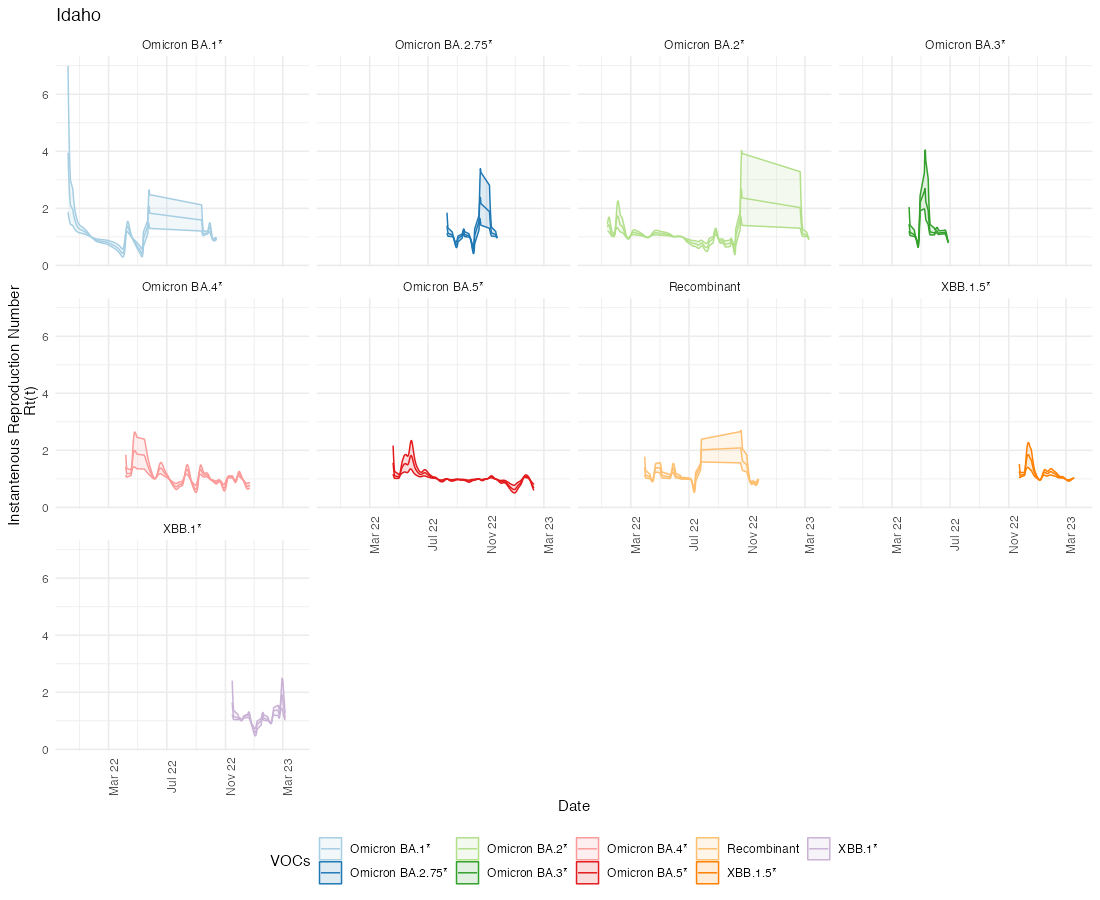 Idaho
Omicron BA.1*
Omicron BA.2.75*
Omicron BA.2*
Omicron BA.3*
6
4
2
0
Omicron BA.4*
Omicron BA.5*
Recombinant
XBB.1.5*
6
4
2
0
Instantenous Reproduction Number
Rt(t)
Mar 22
Jul 22
Nov 22
Mar 23
Mar 22
Jul 22
Nov 22
Mar 23
Mar 22
Jul 22
Nov 22
Mar 23
XBB.1*
6
4
2
0
Mar 22
Jul 22
Nov 22
Mar 23
Date
VOCs
Omicron BA.1*
Omicron BA.2*
Omicron BA.4*
Recombinant
XBB.1*
Omicron BA.2.75*
Omicron BA.3*
Omicron BA.5*
XBB.1.5*